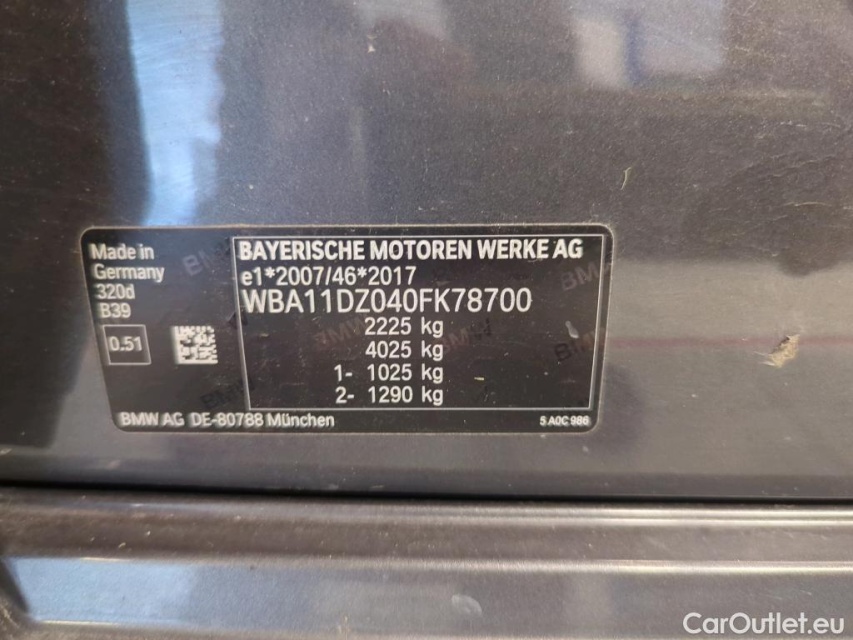 Made in
Germany
320d
B39
0.51
BMW AG DE-80788 München
BAYERISCHE MOTOREN WERKE AG
e1*2007/46*2017
WBA11DZ040FK78700
2225 kg
4025 kg
1- 1025 kg
2- 1290 kg
5 A0C 986
CarOutlet.eu